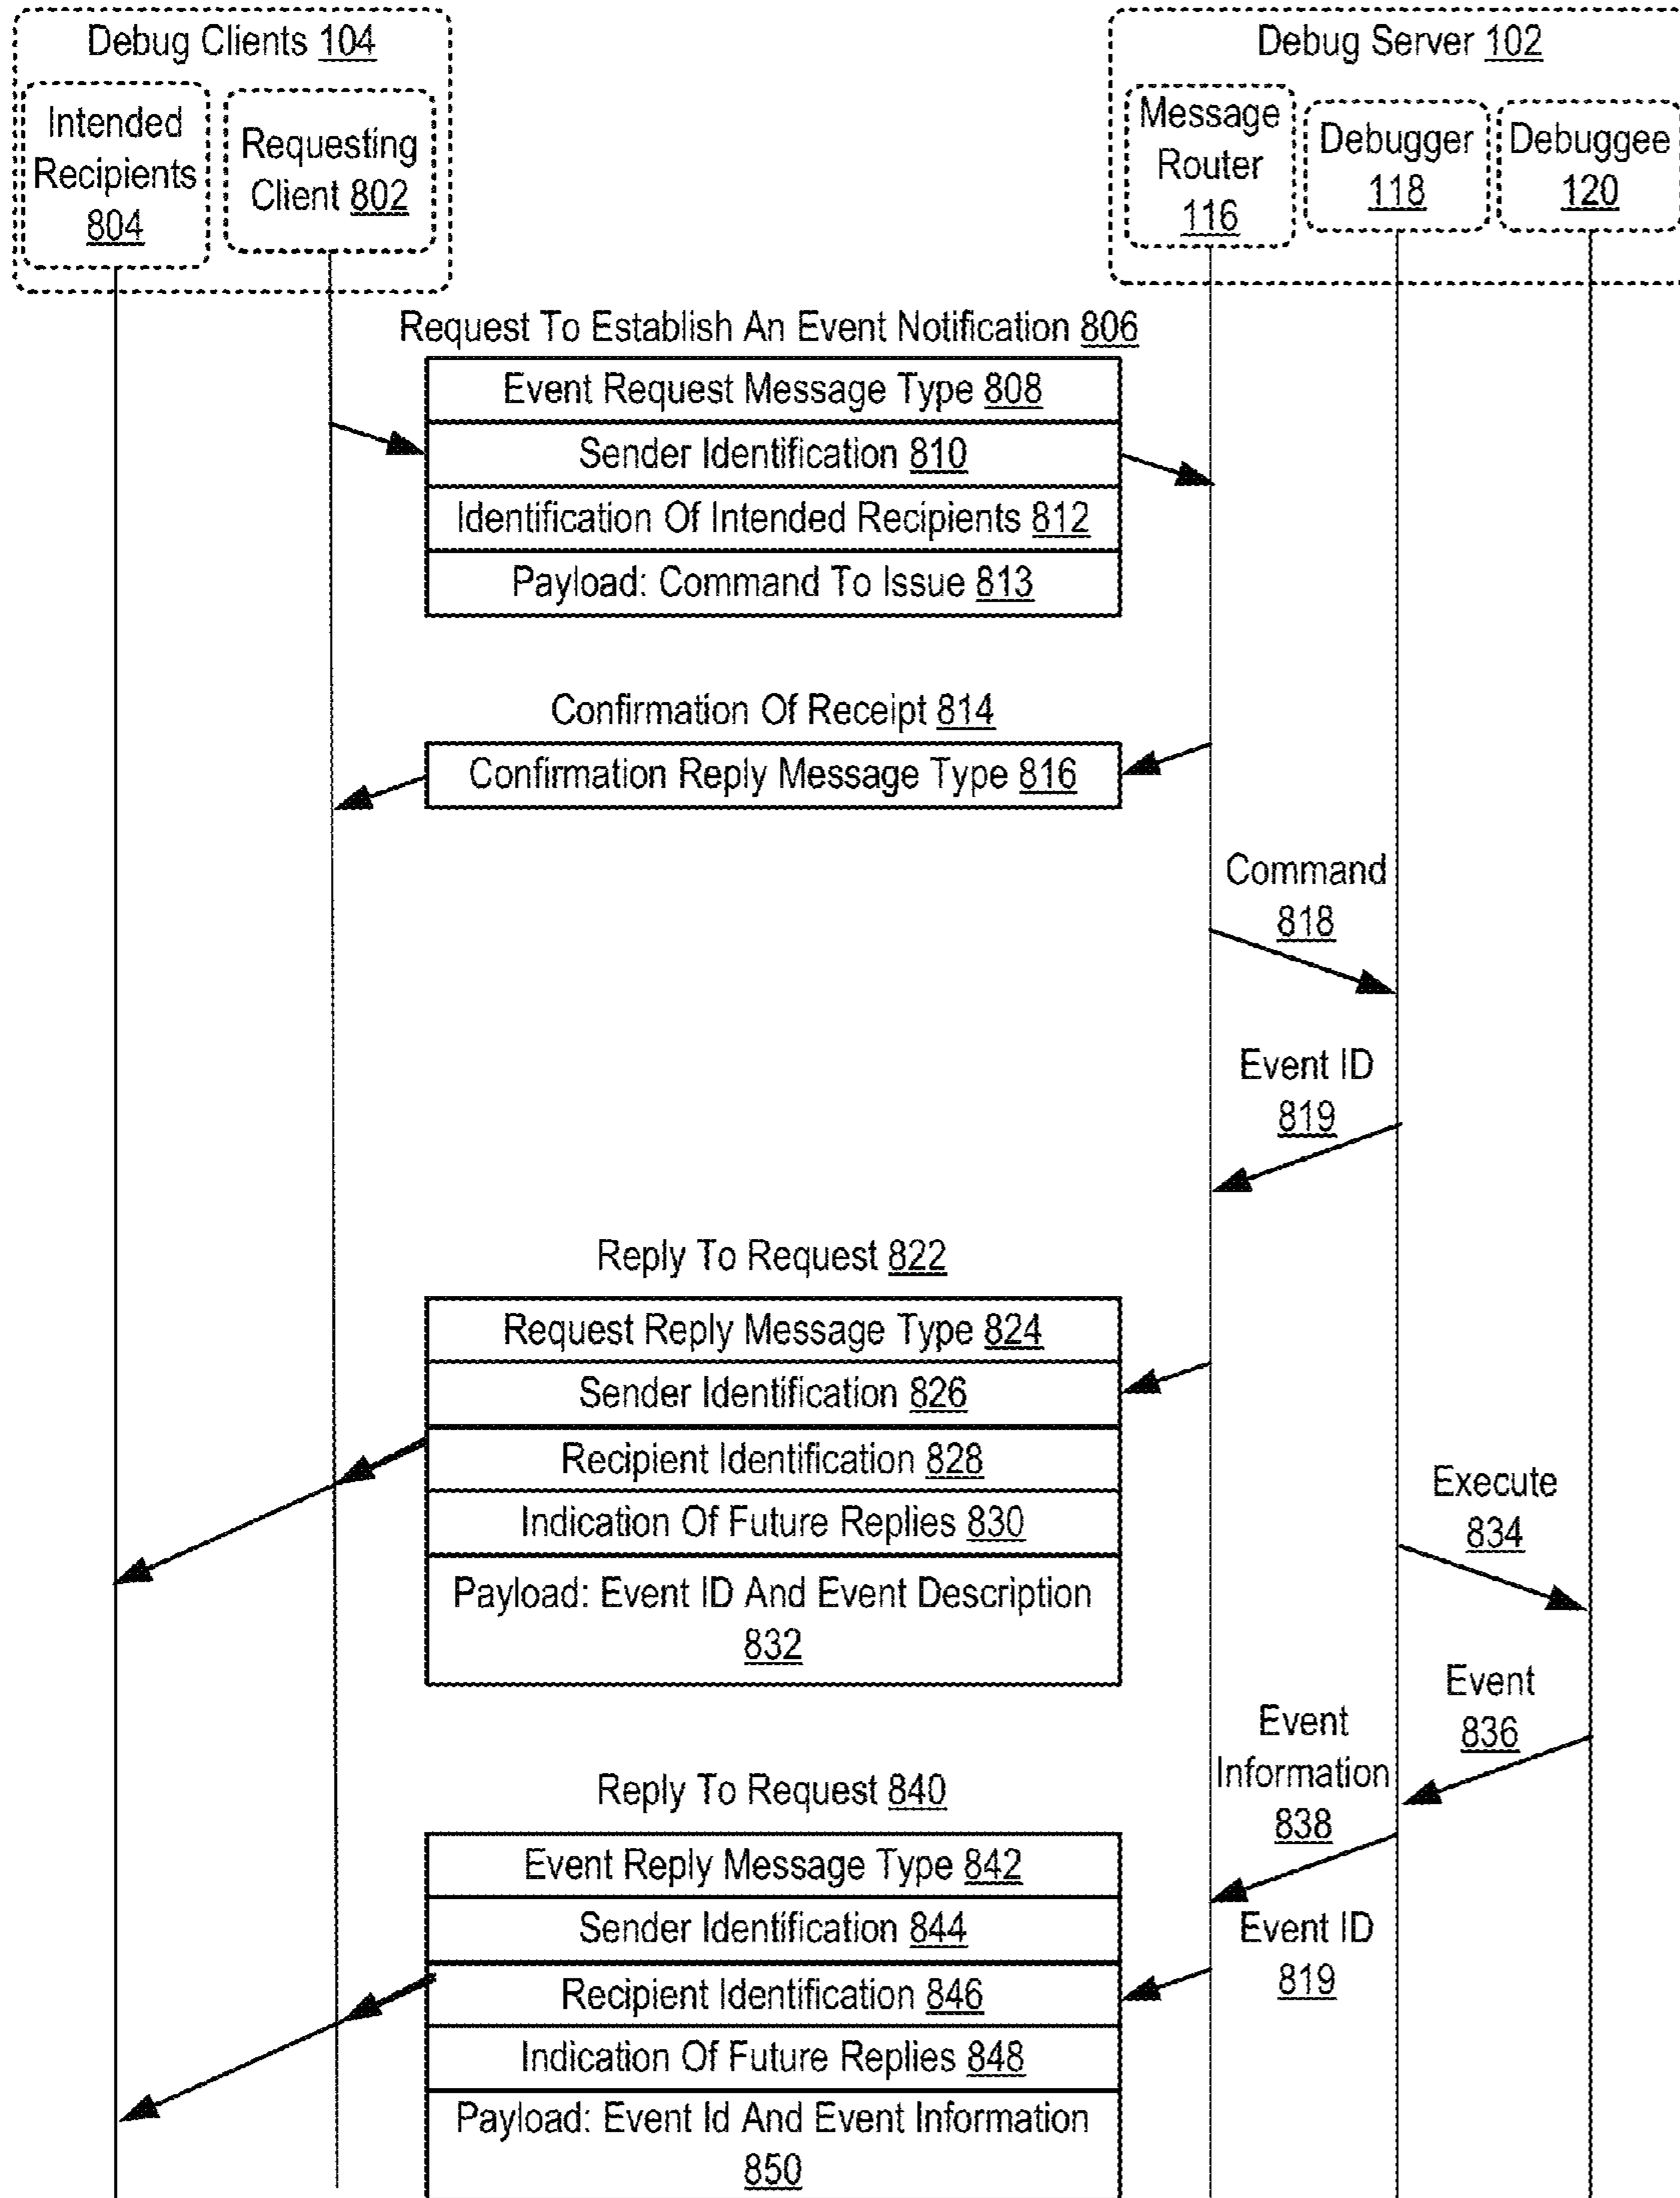 Debug Clients 104
Intended
Recipients
804
Requesting
Client 802
Debug Server 102
Message
Router
116
Debugger
118
Debuggee
120
Request To Establish An Event Notification 806
Event Request Message Type 808
Sender Identification 810
Identification Of Intended Recipients 812
Payload: Command To Issue 813
Confirmation Of Receipt 814
Confirmation Reply Message Type 816
Command
818
Event ID
819
Reply To Request 822
Request Reply Message Type 824
Sender Identification 826
Recipient Identification 828
Indication Of Future Replies 830
Payload: Event ID And Event Description
832
Execute
834
Event
836
Event
Information
838
Reply To Request 840
Event Reply Message Type 842
Sender Identification 844
Recipient Identification 846
Indication Of Future Replies 848
Payload: Event Id And Event Information
850
Event ID
819